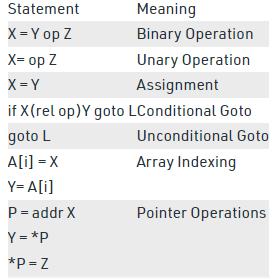 Statement Meaning
X = Y op Z Binary Operation
X= op Z Unary Operation
X = Y Assignment
if X(rel op)Y goto L Conditional Goto
goto L Unconditional Goto
A[i] = X Array Indexing
Y= A[i]
P = addr X Pointer Operations
Y = *P
*P = Z